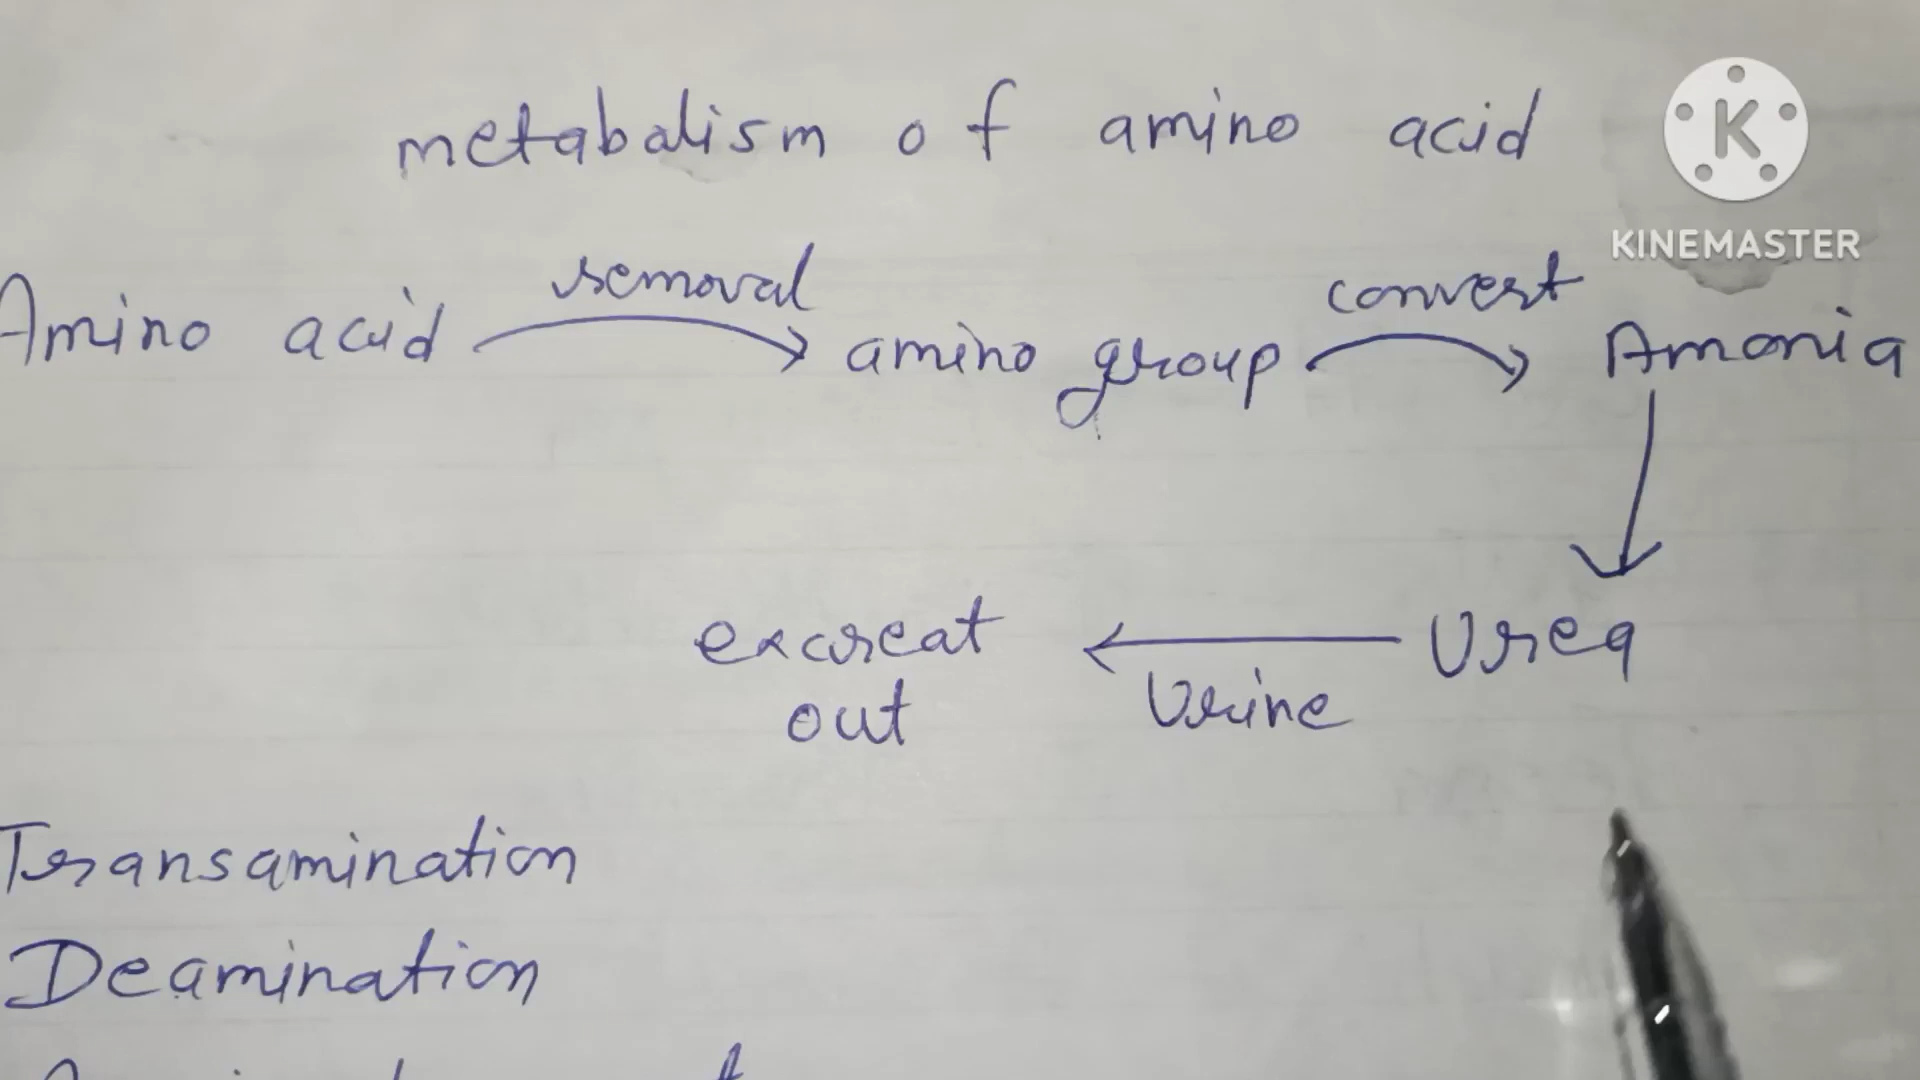 metabalism of amino acid
K
KINEMASTER
removal
convert
Amino acid amino group Amonia
excreat Urea
out Urine
Transamination
Deamination